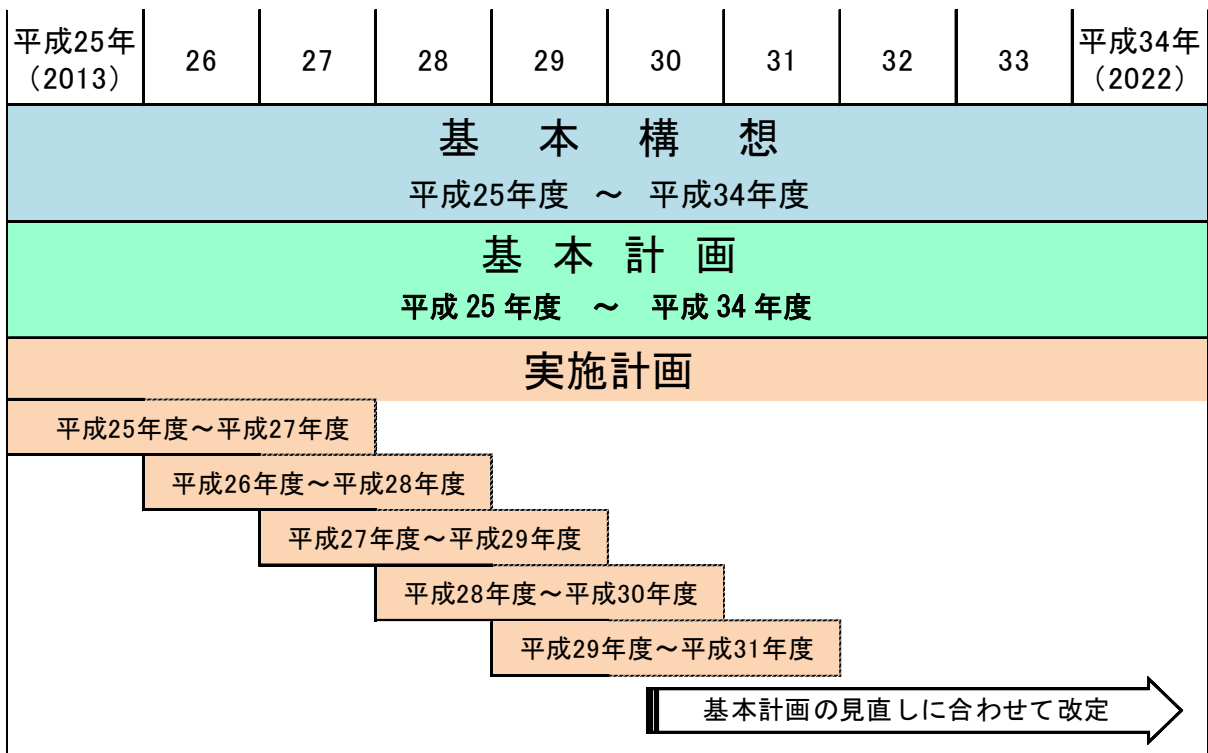 平成25年 26 27 28 29 30 31 32 33 平成34年
(2013) (2022)
基本構想
平成25年度 ～ 平成34年度
基本計画
平成 25 年度 ～ 平成 34 年度
実施計画
平成25年度～平成27年度
平成26年度～平成28年度
平成27年度～平成29年度
平成28年度～平成30年度
平成29年度～平成31年度
基本計画の見直しに合わせて改定